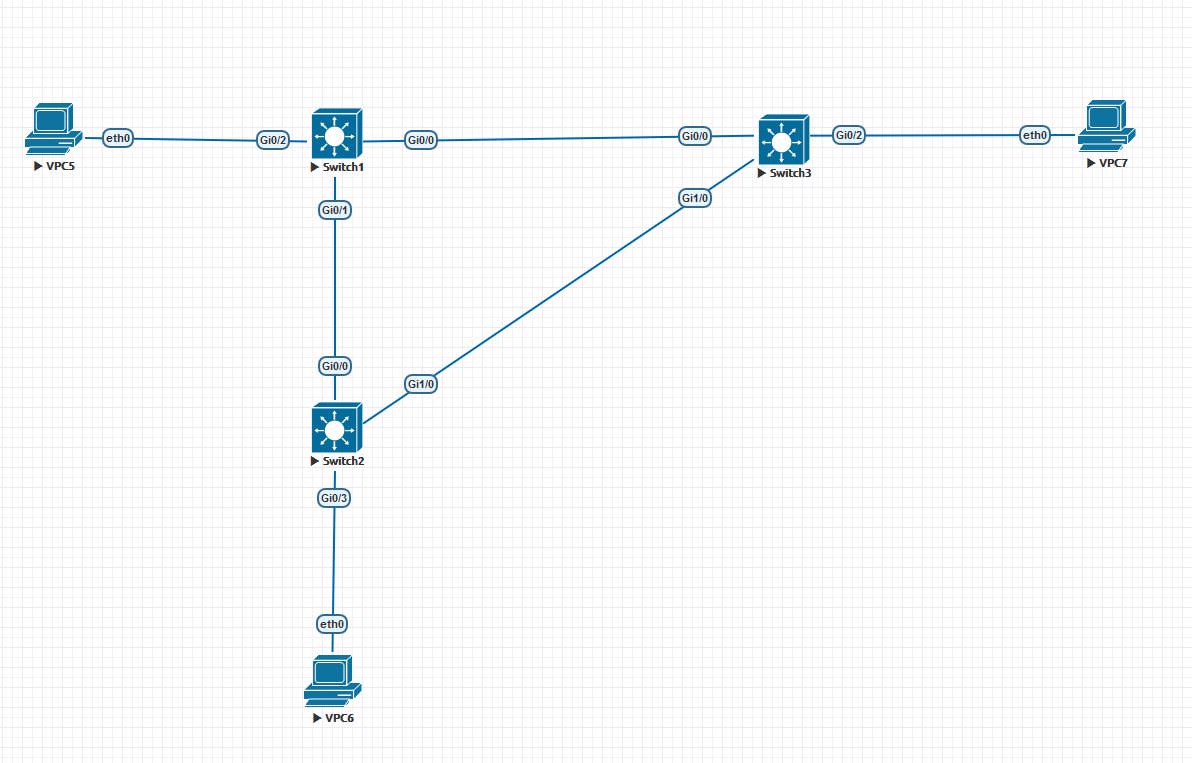 eth0 Gi0/2 Gi0/0 Gi0/0 Gi0/2 eth0
VPC5 Switch1 Switch3 VPC7
Gi1/0
Gi0/1
Gi0/0
Gi1/0
Switch2
Gi0/3
eth0
VPC6